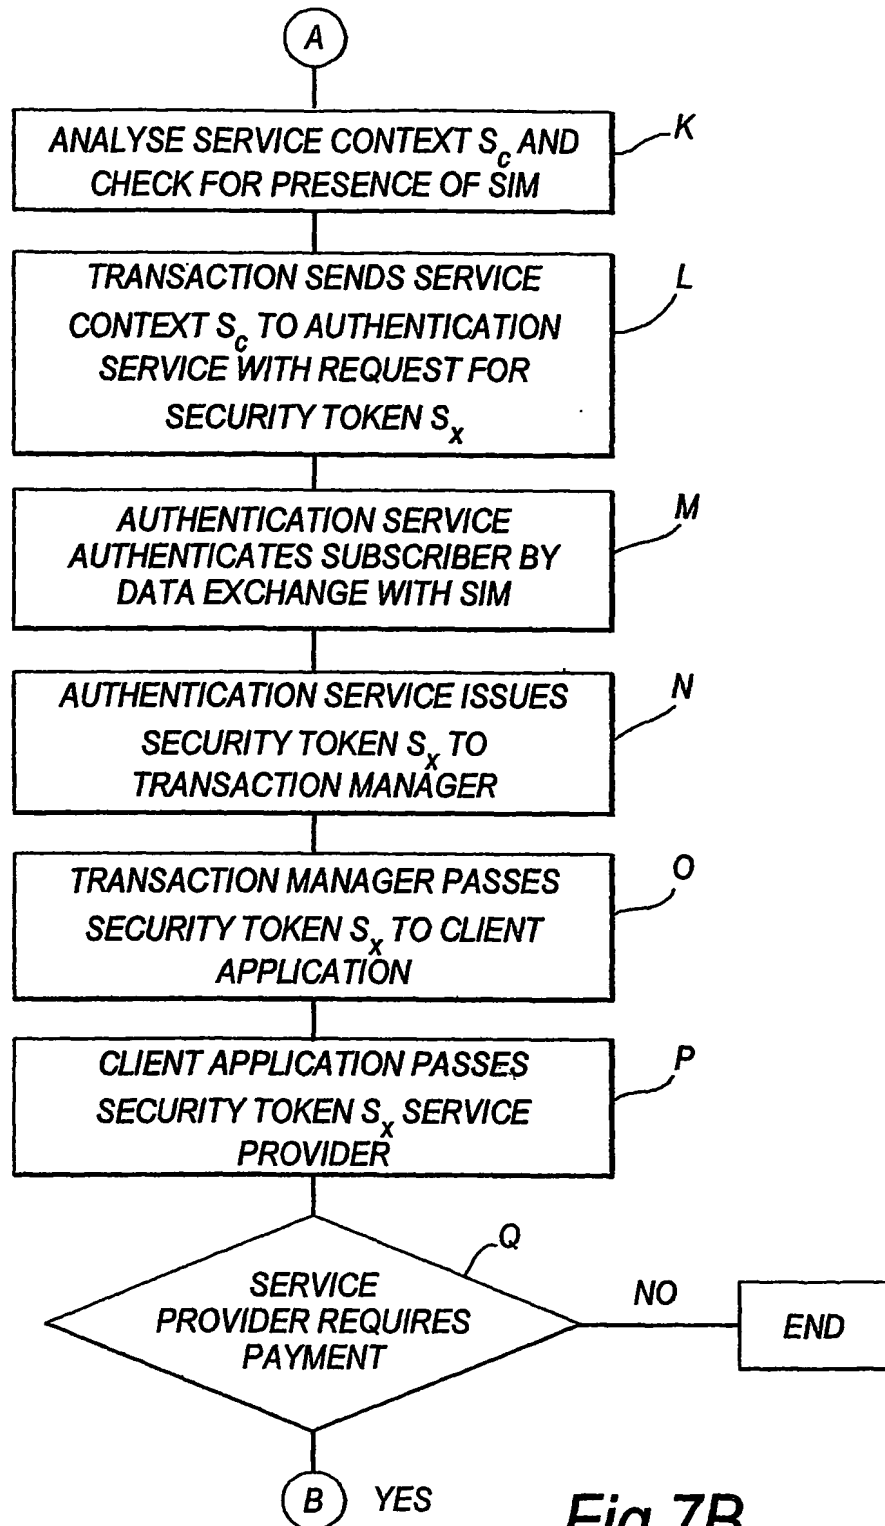 A
ANALYSE SERVICE CONTEXT Sc AND
CHECK FOR PRESENCE OF SIM
K
TRANSACTION SENDS SERVICE
CONTEXT Sc TO AUTHENTICATION
SERVICE WITH REQUEST FOR
SECURITY TOKEN Sx
L
AUTHENTICATION SERVICE
AUTHENTICATES SUBSCRIBER BY
DATA EXCHANGE WITH SIM
M
AUTHENTICATION SERVICE ISSUES
SECURITY TOKEN Sx TO
TRANSACTION MANAGER
N
TRANSACTION MANAGER PASSES
SECURITY TOKEN Sx TO CLIENT
APPLICATION
O
CLIENT APPLICATION PASSES
SECURITY TOKEN Sx SERVICE
PROVIDER
P
SERVICE
PROVIDER REQUIRES
PAYMENT
Q
NO
END
B
YES
Fig 7B